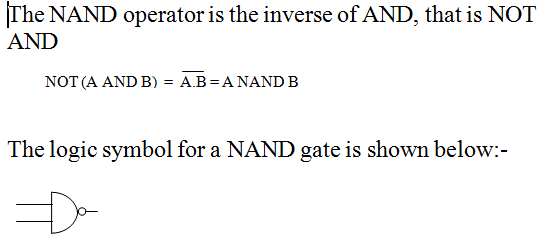 The NAND operator is the inverse of AND, that is NOT
AND
NOT (A AND B) = A.B = A NAND B
The logic symbol for a NAND gate is shown below:-